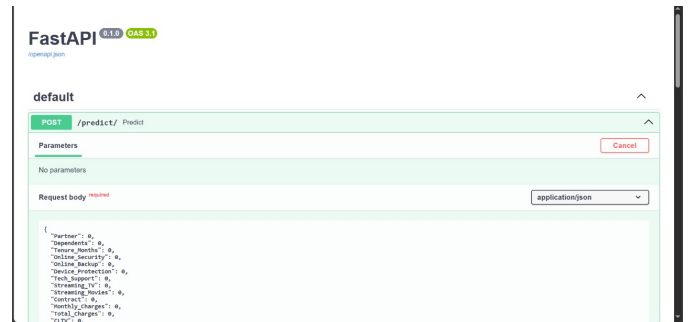 FastAPI 0.1.0 OAS 3.1
/openapi.json
default
POST /predict/ Predict
Parameters
Cancel
No parameters
Request body required
application/json
{
"Partner": 0,
"Dependents": 0,
"Tenure_Months": 0,
"Online_Security": 0,
"Online_Backup": 0,
"Device_Protection": 0,
"Tech_Support": 0,
"Streaming_TV": 0,
"Streaming_Movies": 0,
"Contract": 0,
"Monthly_Charges": 0,
"Total_Charges": 0,
"CLTV": 0,